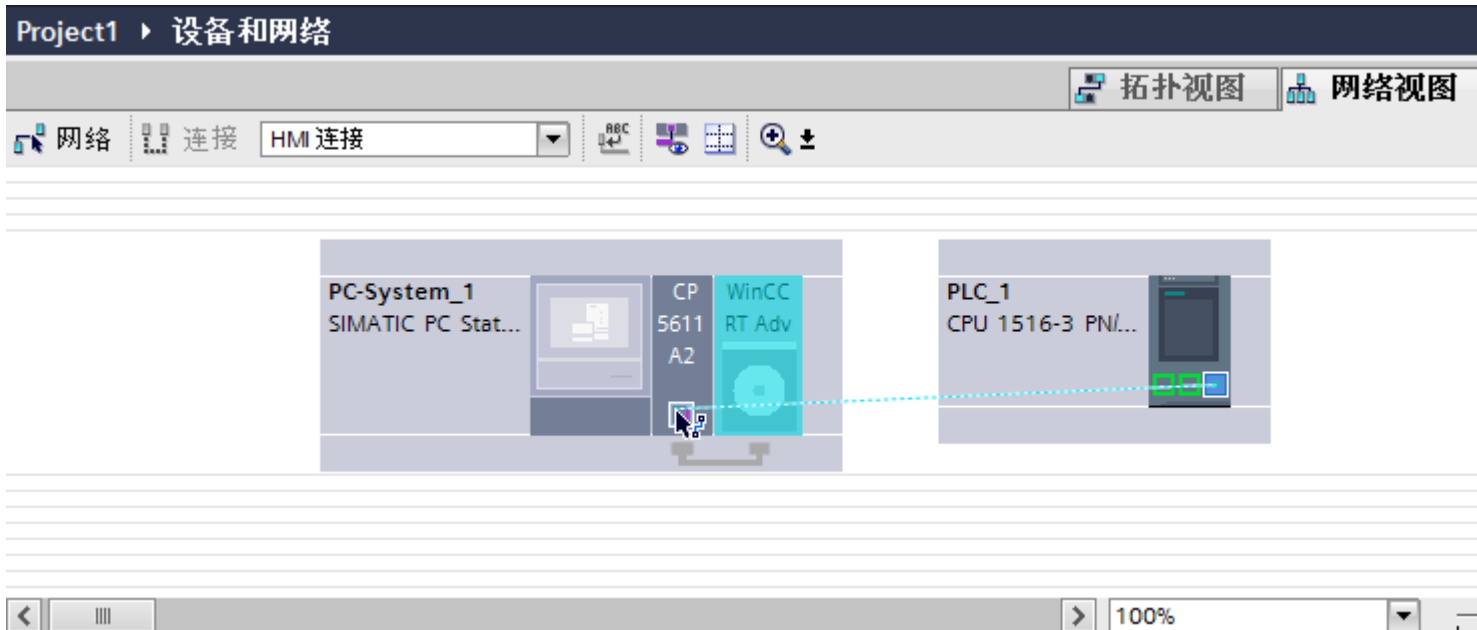 Project1 ▸ 设备和网络
拓扑视图 网络视图
网络 连接 HMI 连接 ABC
PC-System_1
SIMATIC PC Stat...
CP
5611
A2
WinCC
RT Adv
PLC_1
CPU 1516-3 PN/...
100%